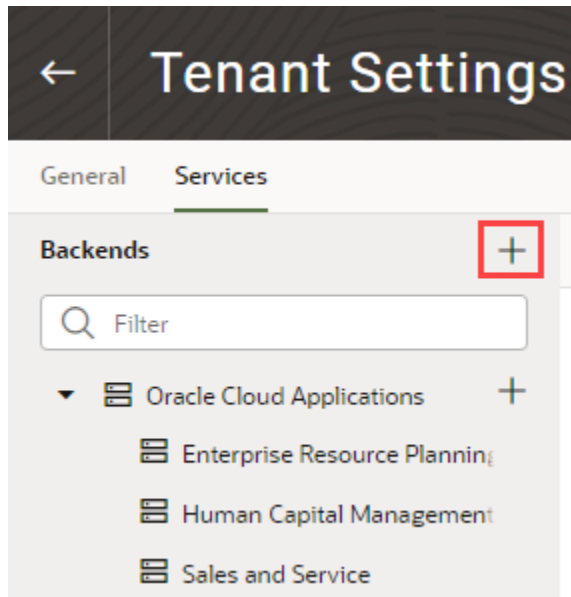 Tenant Settings
General Services
Backends
Filter
Oracle Cloud Applications
Enterprise Resource Planning
Human Capital Management
Sales and Service